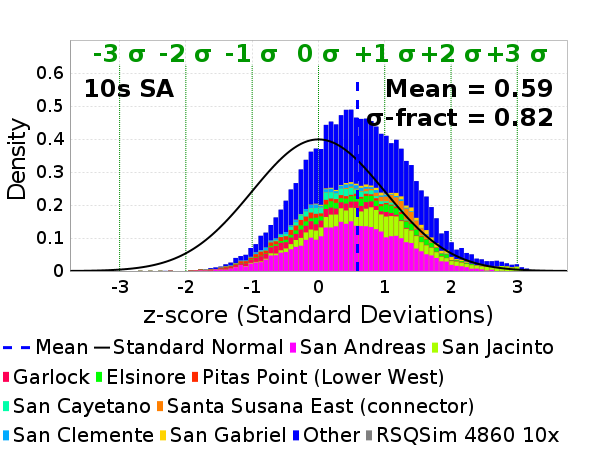 -3 σ -2 σ -1 σ 0 σ +1 σ +2 σ +3 σ
10s SA
Mean = 0.59
σ-fract = 0.82
0.6
0.5
0.4
0.3
0.2
0.1
0
Density
-3 -2 -1 0 1 2 3
z-score (Standard Deviations)
Mean Standard Normal San Andreas San Jacinto
Garlock Elsinore Pitas Point (Lower West)
San Cayetano Santa Susana East (connector)
San Clemente San Gabriel Other RSQSim 4860 10x